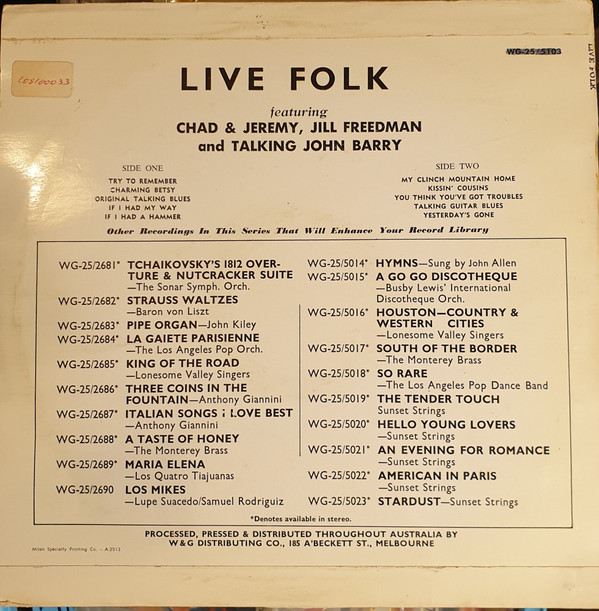 WG-25/5103
LIVE FOLK
LIVE FOLK
featuring
CHAD & JEREMY, JILL FREEDMAN
and TALKING JOHN BARRY
SIDE ONE
TRY TO REMEMBER
CHARMING BETSY
ORIGINAL TALKING BLUES
IF I HAD MY WAY
IF I HAD A HAMMER
SIDE TWO
MY CLINCH MOUNTAIN HOME
KISSIN' COUSINS
YOU THINK YOU'VE GOT TROUBLES
TALKING GUITAR BLUES
YESTERDAY'S GONE
Other Recordings In This Series That Will Enhance Your Record Library
WG-25/2681* TCHAIKOVSKY'S 1812 OVER-
TURE & NUTCRACKER SUITE
—The Sonar Symph. Orch.
WG-25/2682* STRAUSS WALTZES
—Baron von Liszt
WG-25/2683* PIPE ORGAN—John Kiley
WG-25/2684* LA GAIETE PARISIENNE
—The Los Angeles Pop Orch.
WG-25/2685* KING OF THE ROAD
—Lonesome Valley Singers
WG-25/2686* THREE COINS IN THE
FOUNTAIN—Anthony Giannini
WG-25/2687* ITALIAN SONGS I LOVE BEST
—Anthony Giannini
WG-25/2688* A TASTE OF HONEY
—The Monterey Brass
WG-25/2689* MARIA ELENA
—Los Quatro Tiajuanas
WG-25/2690 LOS MIKES
—Lupe Suacedo/Samuel Rodriguiz
WG-25/5014* HYMNS—Sung by John Allen
WG-25/5015* A GO GO DISCOTHEQUE
—Busby Lewis' International
Discotheque Orch.
WG-25/5016* HOUSTON—COUNTRY &
WESTERN CITIES
—Lonesome Valley Singers
WG-25/5017* SOUTH OF THE BORDER
—The Monterey Brass
WG-25/5018* SO RARE
—The Los Angeles Pop Dance Band
WG-25/5019* THE TENDER TOUCH
Sunset Strings
WG-25/5020* HELLO YOUNG LOVERS
—Sunset Strings
WG-25/5021* AN EVENING FOR ROMANCE
—Sunset Strings
WG-25/5022* AMERICAN IN PARIS
—Sunset Strings
WG-25/5023* STARDUST—Sunset Strings
*Denotes available in stereo.
PROCESSED, PRESSED & DISTRIBUTED THROUGHOUT AUSTRALIA BY
W & G DISTRIBUTING CO., 185 A'BECKETT ST., MELBOURNE
Milan Specialty Printing Co. - A.2513